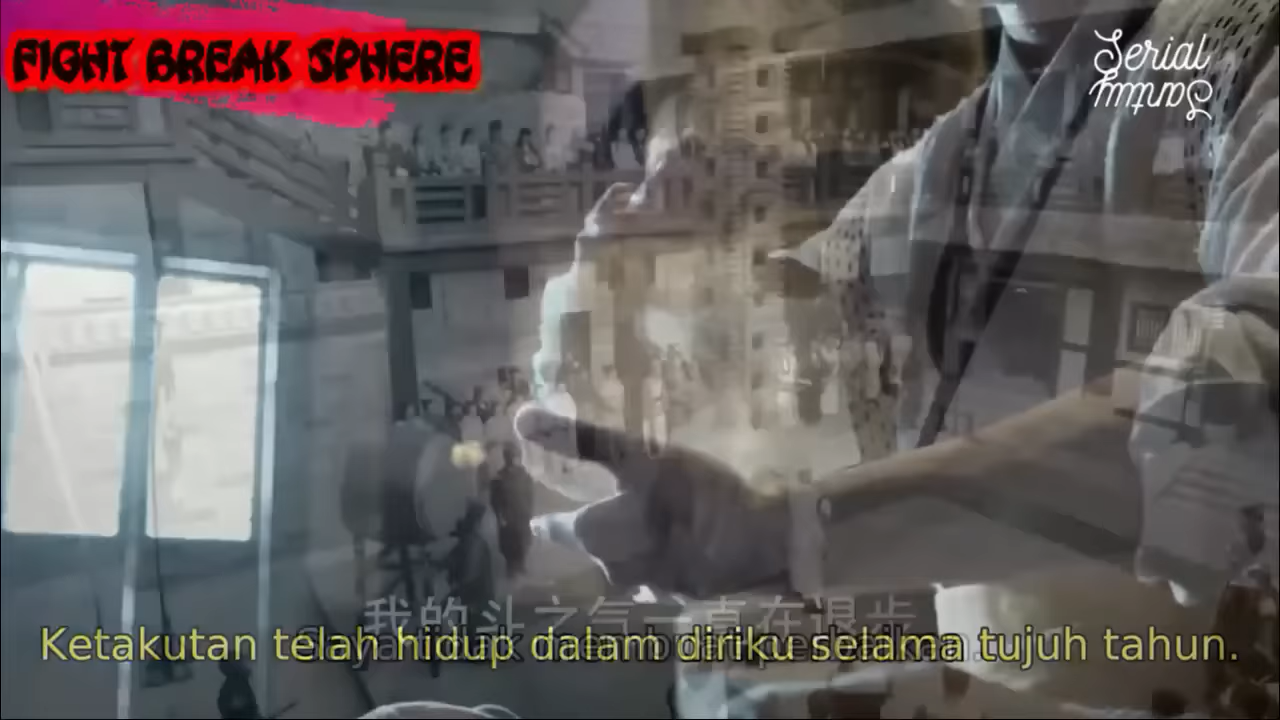 FIGHT BREAK SPHERE
Serial
Santuy
我的斗之气一直在退步
Ketakutan telah hidup dalam diriku selama tujuh tahun.